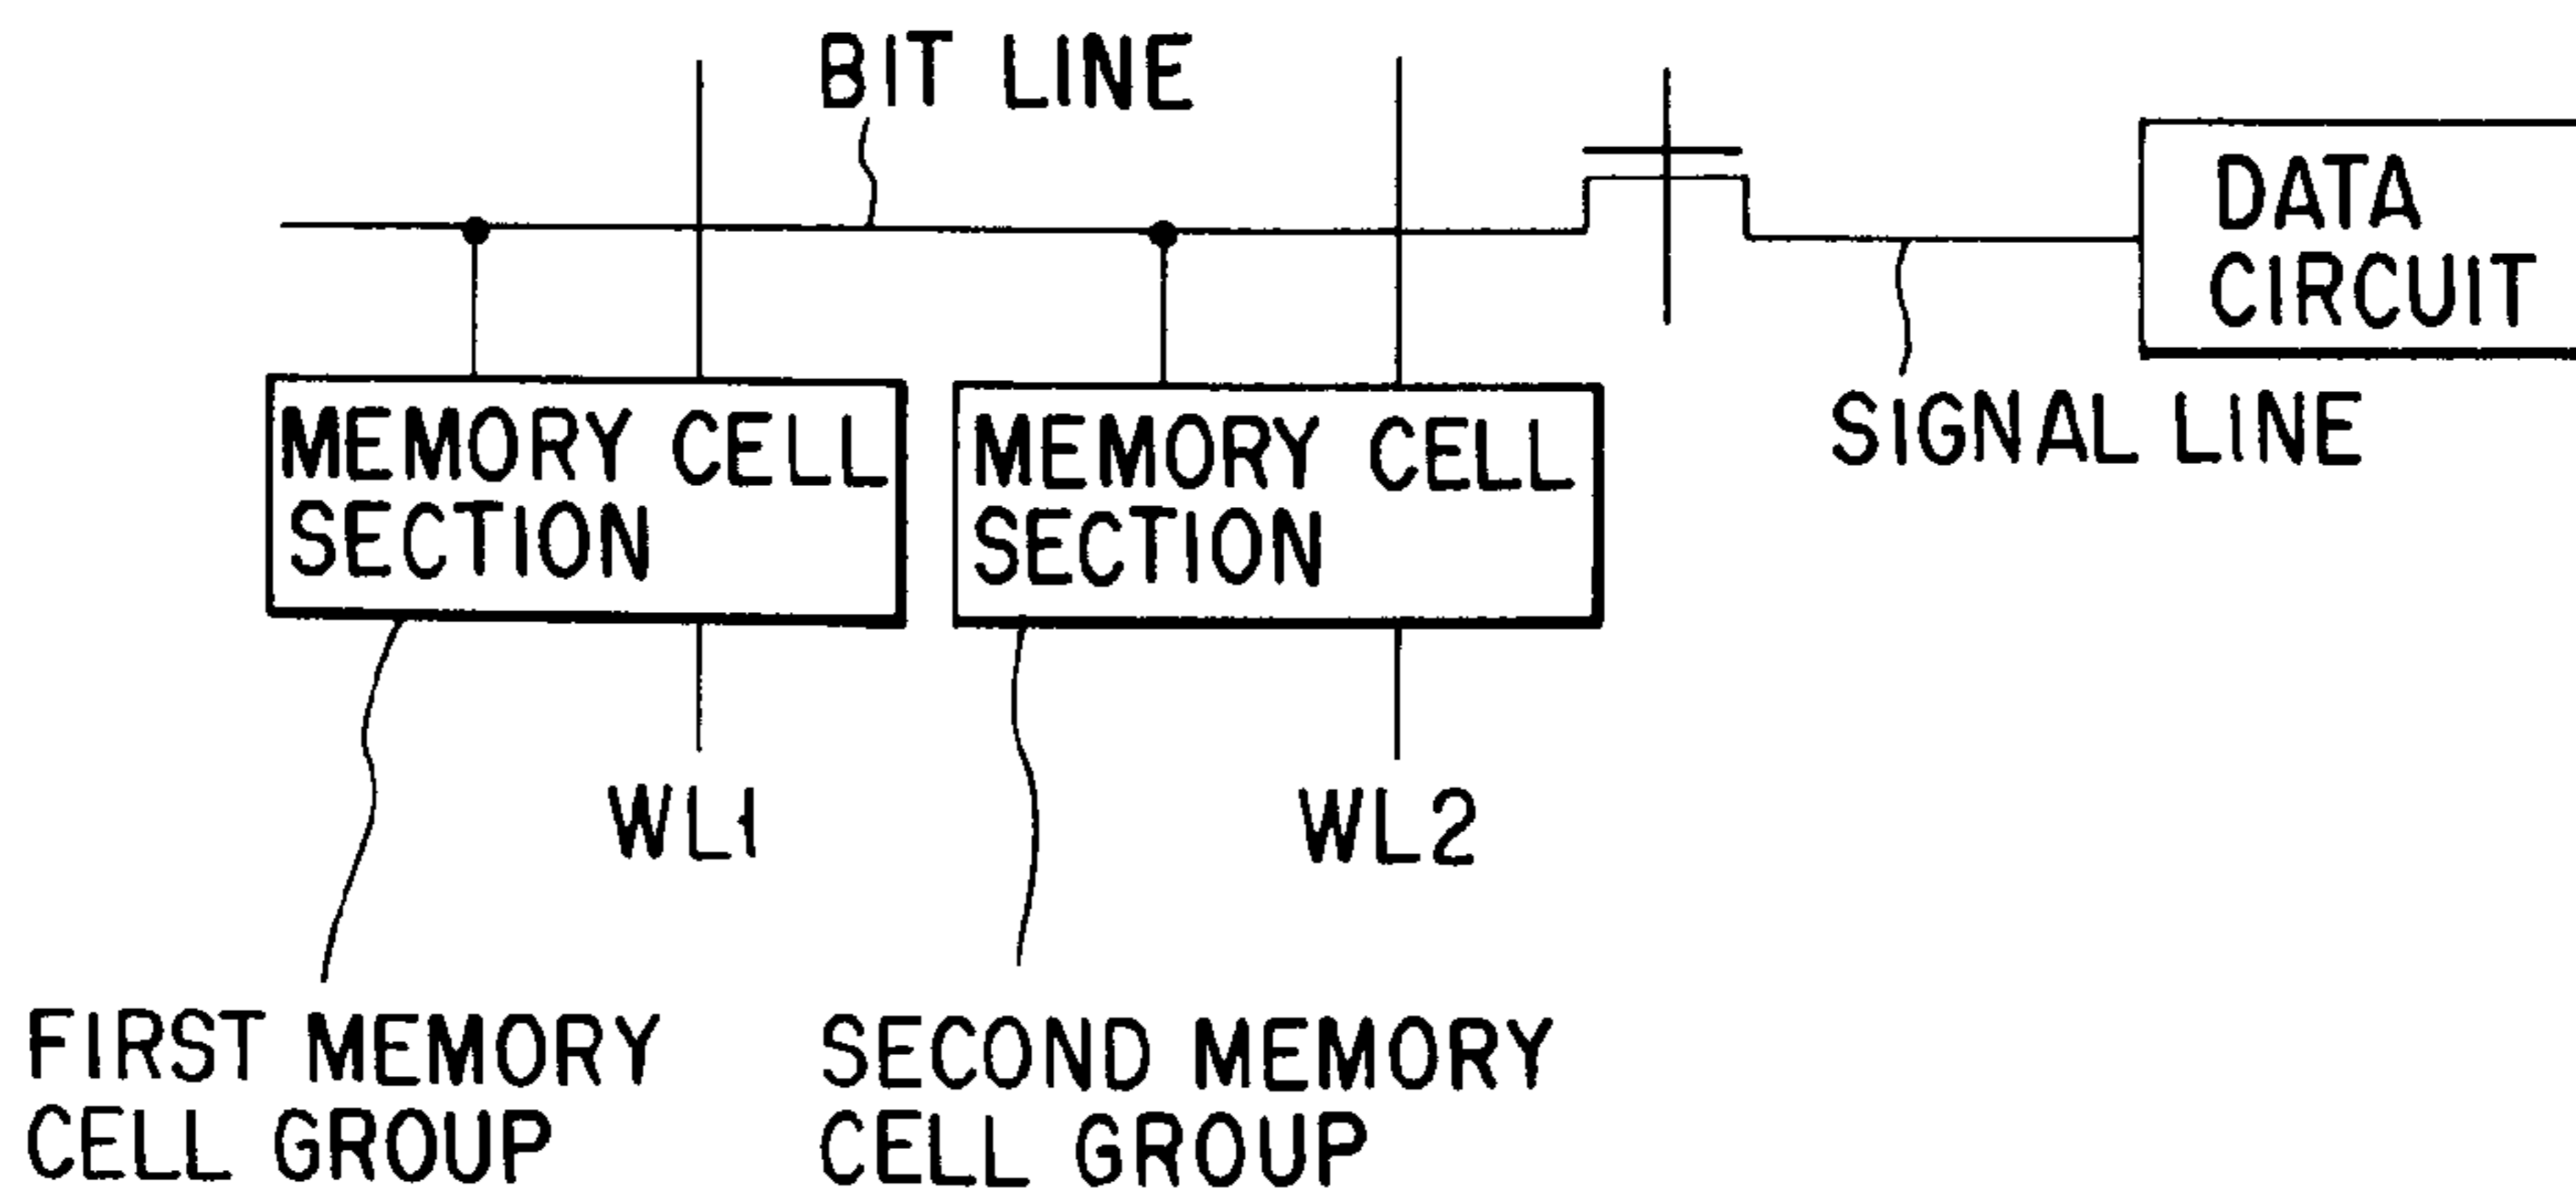 BIT LINE
DATA
CIRCUIT
SIGNAL LINE
MEMORY CELL
SECTION
MEMORY CELL
SECTION
WL1
WL2
FIRST MEMORY
CELL GROUP
SECOND MEMORY
CELL GROUP